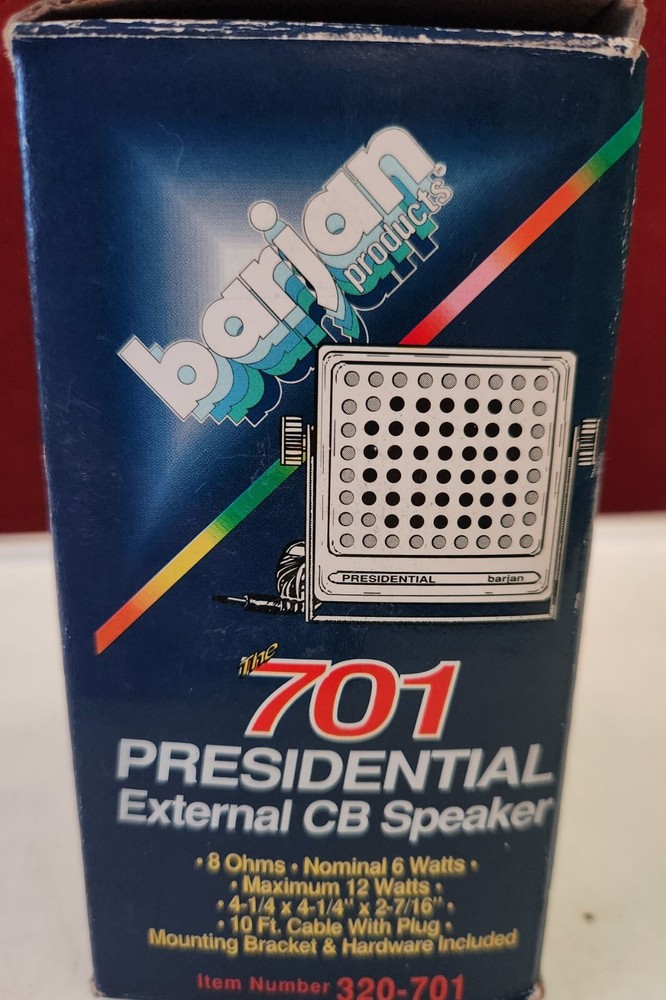 barjan
products
PRESIDENTIAL barjan
The
701
PRESIDENTIAL
External CB Speaker
• 8 Ohms • Nominal 6 Watts •
• Maximum 12 Watts •
• 4-1/4 x 4-1/4" x 2-7/16" •
• 10 Ft. Cable With Plug •
Mounting Bracket & Hardware Included
Item Number 320-701